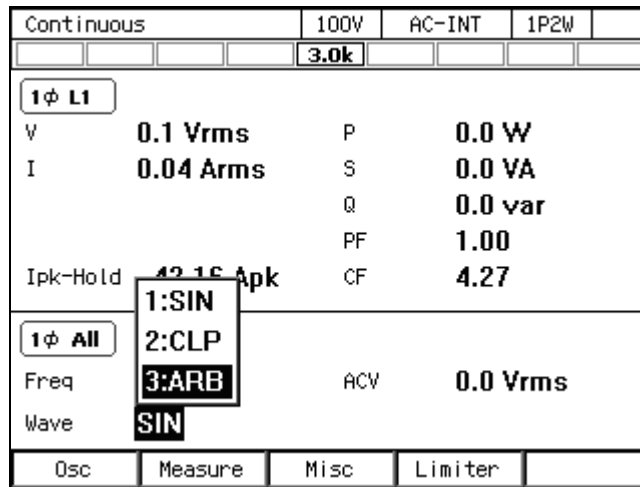 Continuous 100V AC-INT 1P2W
3.0k
1ϕ L1
V 0.1 Vrms P 0.0 W
I 0.04 Arms S 0.0 VA
Q 0.0 var
PF 1.00
Ipk-Hold Apk CF 4.27
1:SIN
1ϕ All 2:CLP
Freq 3:ARB ACV 0.0 Vrms
Wave SIN
Osc Measure Misc Limiter